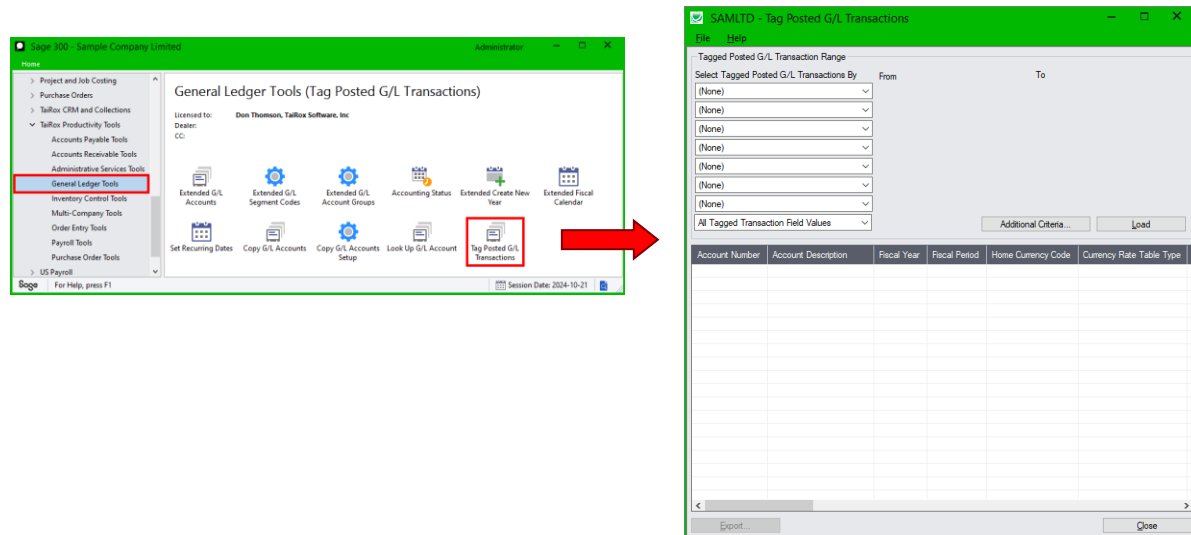 Sage 300 - Sample Company Limited
Administrator
Home
Project and Job Costing
Purchase Orders
TaiRox CRM and Collections
TaiRox Productivity Tools
Accounts Payable Tools
Accounts Receivable Tools
Administrative Services Tools
General Ledger Tools
Inventory Control Tools
Multi-Company Tools
Order Entry Tools
Payroll Tools
Purchase Order Tools
US Payroll
General Ledger Tools (Tag Posted G/L Transactions)
Licensed to: Don Thomson, TaiRox Software, Inc
Dealer:
CC:
Extended G/L Accounts
Extended G/L Segment Codes
Extended G/L Account Groups
Accounting Status
Extended Create New Year
Extended Fiscal Calendar
Set Recurring Dates
Copy G/L Accounts
Copy G/L Accounts Setup
Look Up G/L Account
Tag Posted G/L Transactions
Sage For Help, press F1
Session Date: 2024-10-21
SAMLTD - Tag Posted G/L Transactions
File Help
Tagged Posted G/L Transaction Range
Select Tagged Posted G/L Transactions By From To
(None)
(None)
(None)
(None)
(None)
(None)
(None)
All Tagged Transaction Field Values
Additional Criteria... Load
Account Number Account Description Fiscal Year Fiscal Period Home Currency Code Currency Rate Table Type
Export... Close